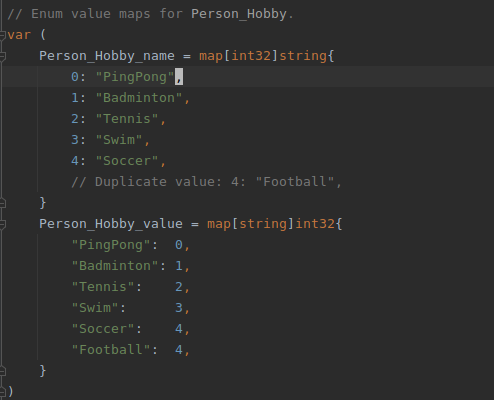 // Enum value maps for Person_Hobby.
var (
    Person_Hobby_name = map[int32]string{
        0: "PingPong",
        1: "Badminton",
        2: "Tennis",
        3: "Swim",
        4: "Soccer",
        // Duplicate value: 4: "Football",
    }
    Person_Hobby_value = map[string]int32{
        "PingPong":  0,
        "Badminton": 1,
        "Tennis":    2,
        "Swim":      3,
        "Soccer":    4,
        "Football":  4,
    }
)